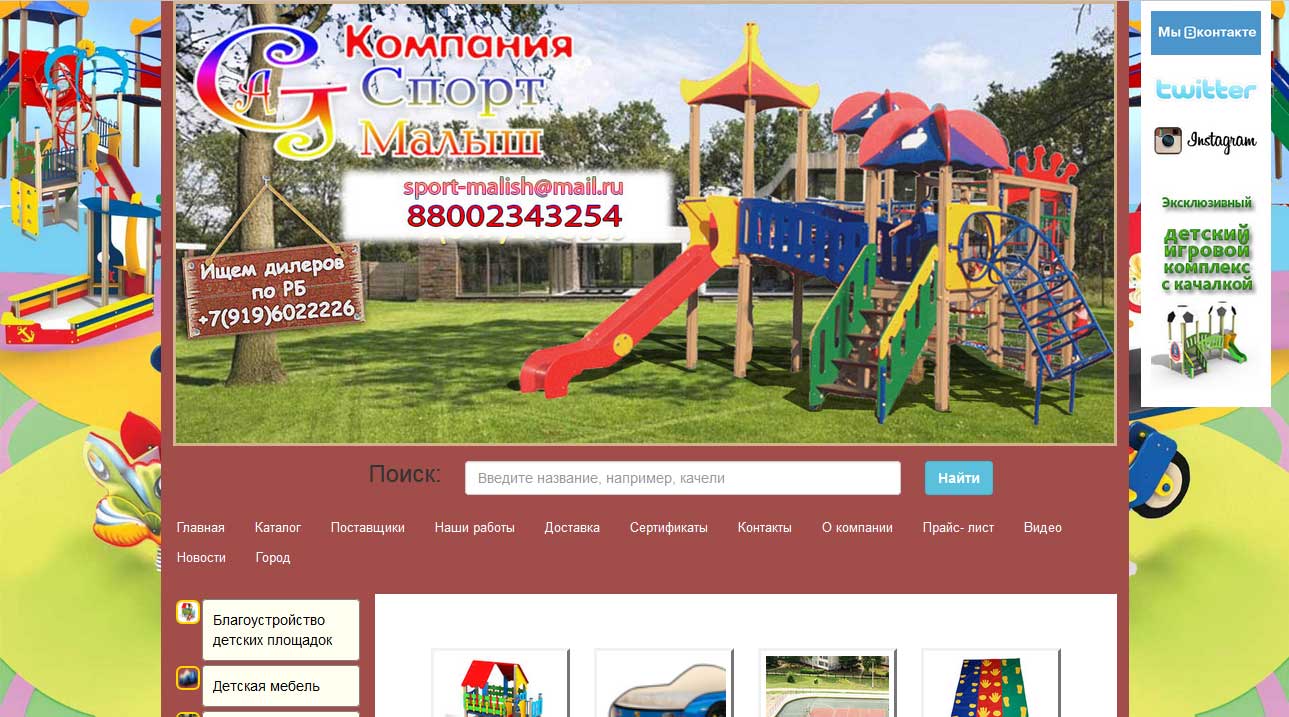 САТ
Компания
Спорт
Малыш
sport-malish@mail.ru
88002343254
Ищем дилеров
по РБ
+7(919)6022226
Мы Вконтакте
twitter
Instagram
Эксклюзивный
детский
игровой
комплекс
с качалкой
Поиск:
Введите название, например, качели
Найти
Главная
Каталог
Поставщики
Наши работы
Доставка
Сертификаты
Контакты
О компании
Прайс- лист
Видео
Новости
Город
Благоустройство
детских площадок
Детская мебель